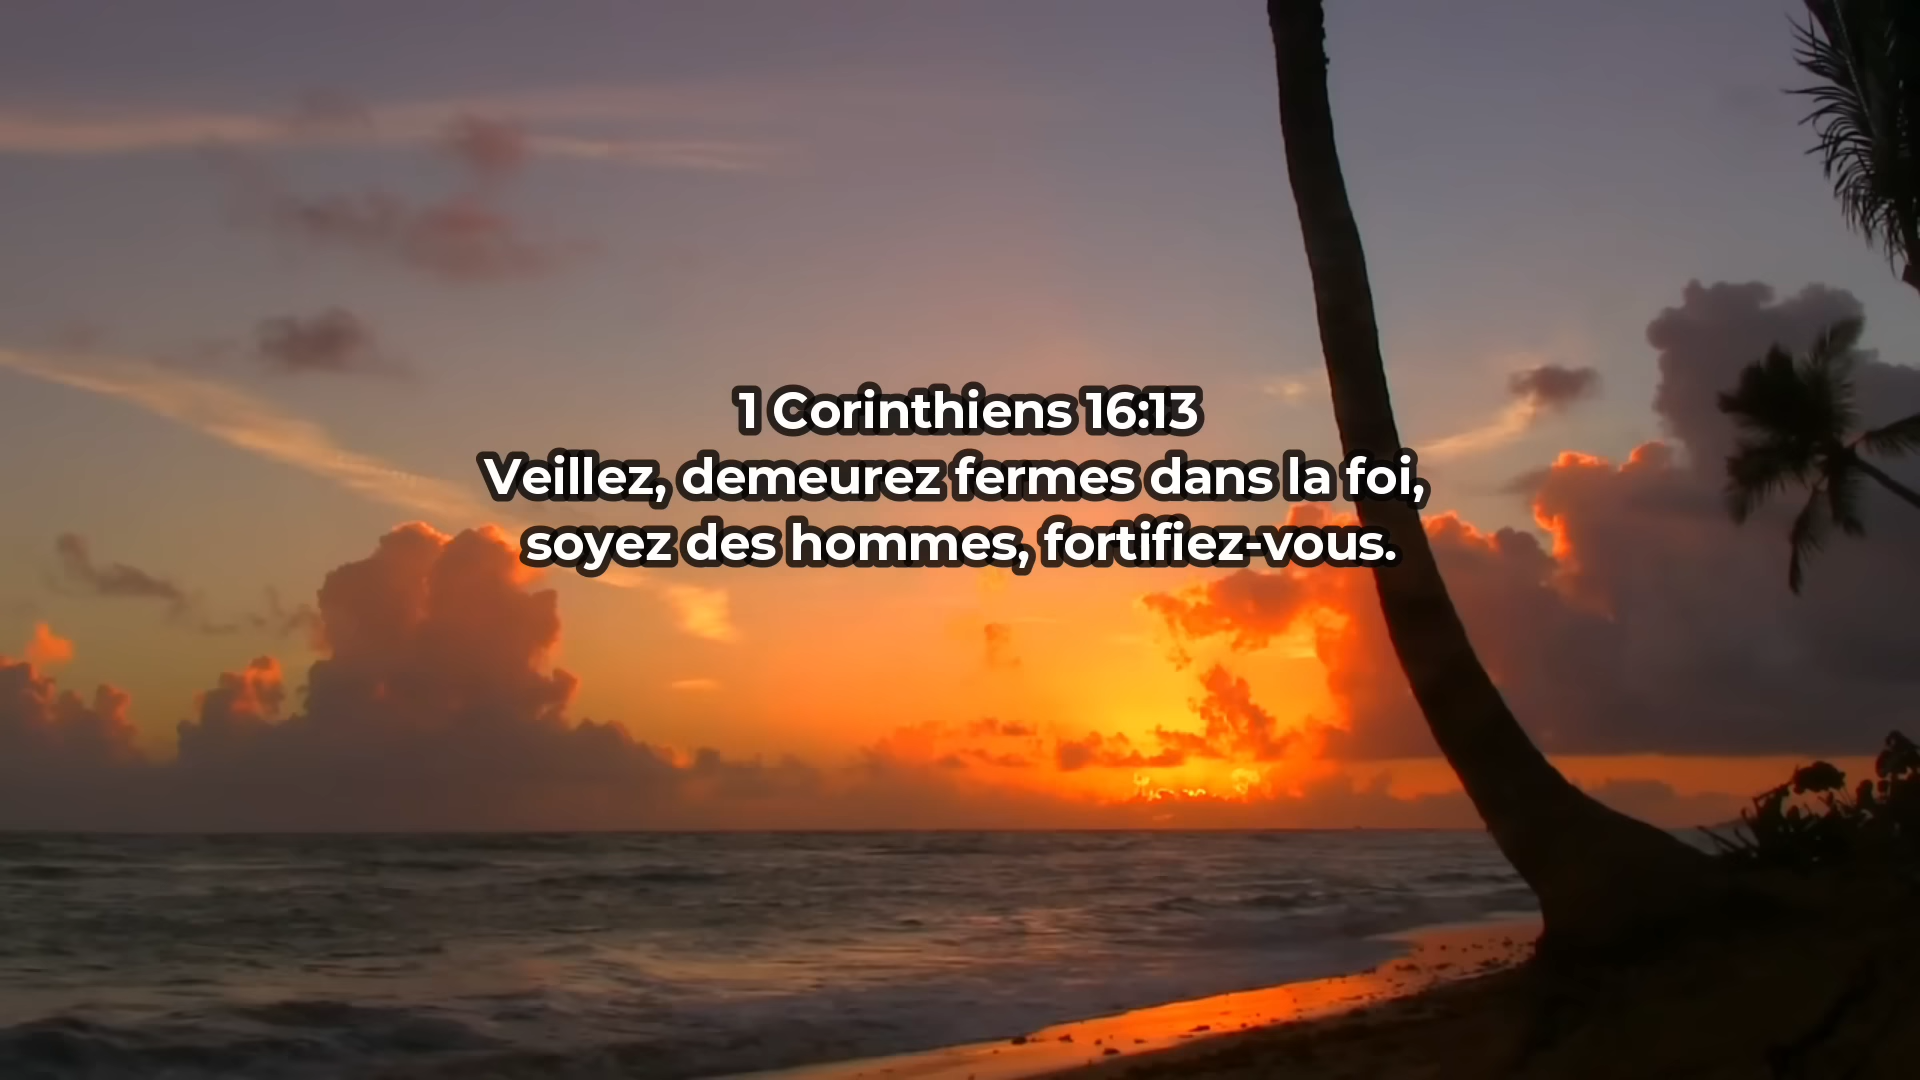 1 Corinthiens 16:13
Veillez, demeurez fermes dans la foi,
soyez des hommes, fortifiez-vous.